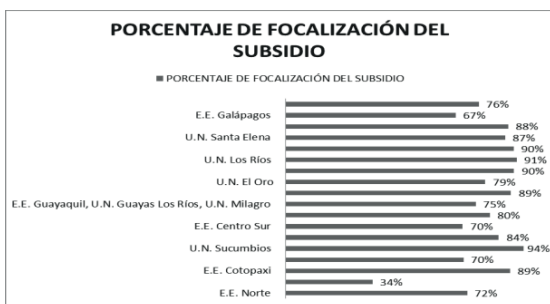 PORCENTAJE DE FOCALIZACIÓN DEL
SUBSIDIO
PORCENTAJE DE FOCALIZACIÓN DEL SUBSIDIO
76%
E.E. Galápagos 67%
88%
U.N. Santa Elena 87%
90%
U.N. Los Ríos 91%
90%
U.N. El Oro 79%
89%
E.E. Guayaquil, U.N. Guayas Los Ríos, U.N. Milagro 75%
80%
E.E. Centro Sur 70%
84%
U.N. Sucumbios 94%
70%
E.E. Cotopaxi 89%
34%
E.E. Norte 72%